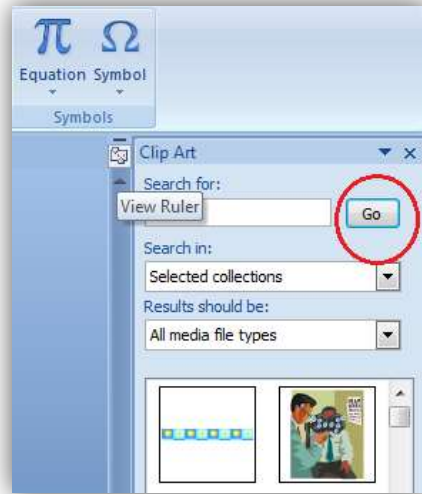 π Ω
Equation Symbol
Symbols
Clip Art
Search for:
View Ruler
Go
Search in:
Selected collections
Results should be:
All media file types